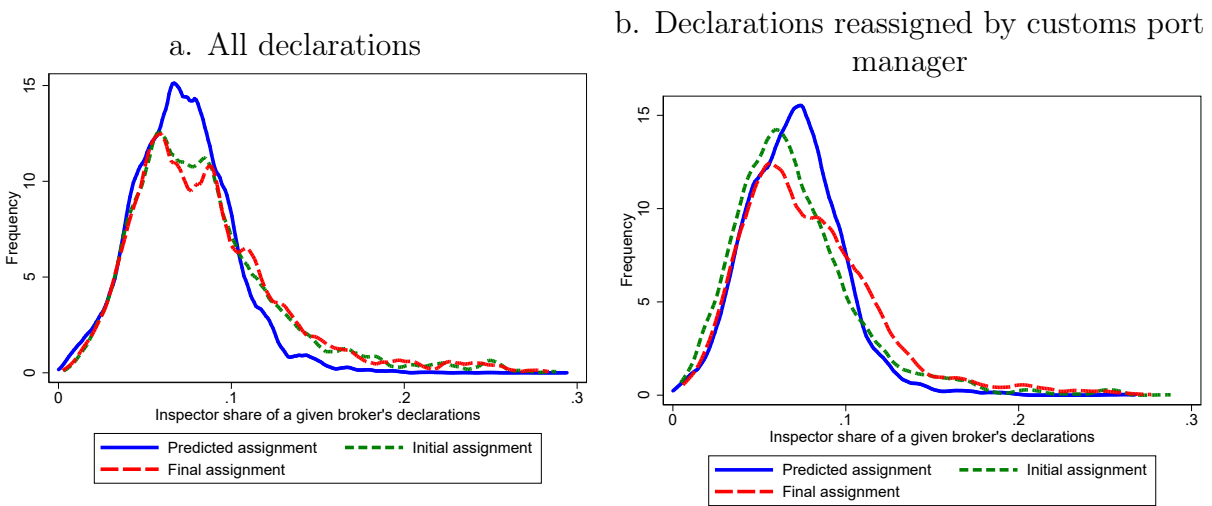 a. All declarations
15
10
5
0
Frequency
0
.1
.2
.3
Inspector share of a given broker's declarations
Predicted assignment
Initial assignment
Final assignment
b. Declarations reassigned by customs port
manager
15
10
5
0
Frequency
0
.1
.2
.3
Inspector share of a given broker's declarations
Predicted assignment
Initial assignment
Final assignment